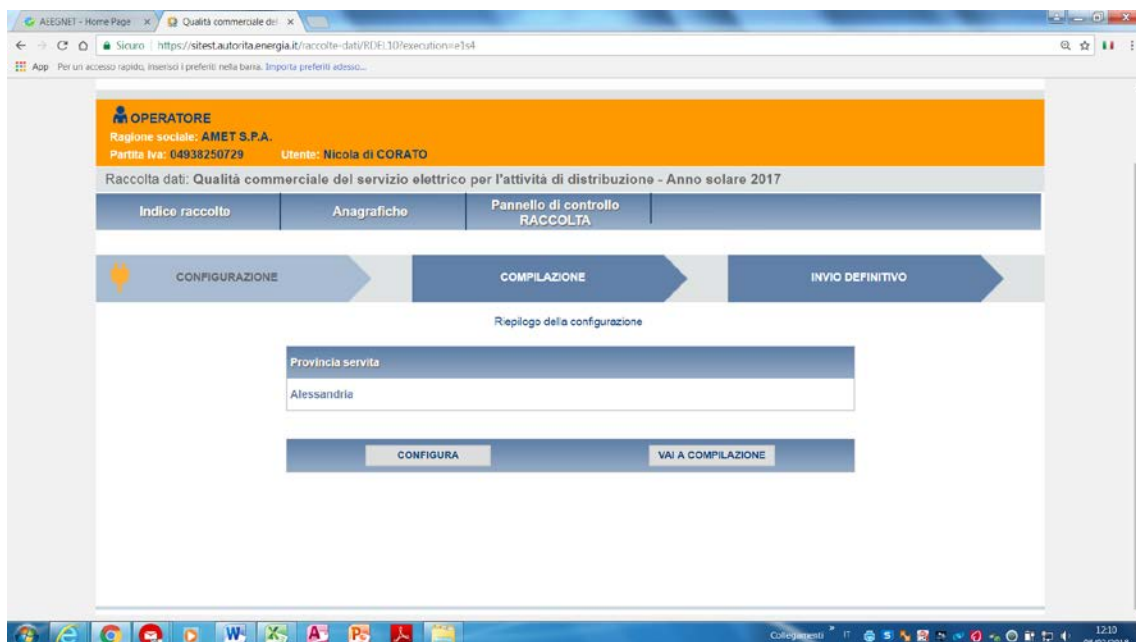 AEEGNET - Home Page
Qualità commerciale del
Sicuro https://sitest.autorita.energia.it/raccolte-dati/RDEL10?execution=e1s4
App Per un accesso rapido, inserisci i preferiti nella barra. Importa preferiti adesso...
OPERATORE
Ragione sociale: AMET S.P.A.
Partita Iva: 04938250729 Utente: Nicola di CORATO
Raccolta dati: Qualità commerciale del servizio elettrico per l'attività di distribuzione - Anno solare 2017
Indice raccolte Anagrafiche Pannello di controllo
RACCOLTA
CONFIGURAZIONE COMPILAZIONE INVIO DEFINITIVO
Riepilogo della configurazione
Provincia servita
Alessandria
CONFIGURA VAI A COMPILAZIONE
Collegamenti IT 12:10